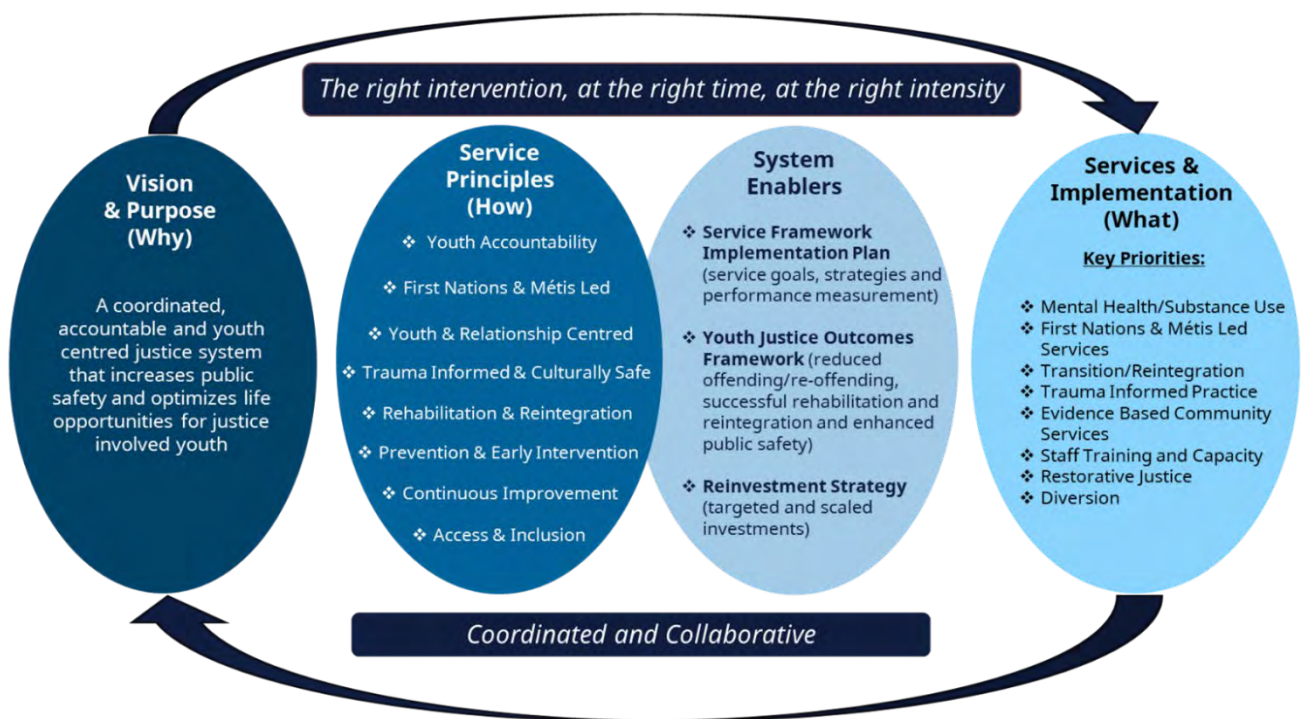 The right intervention, at the right time, at the right intensity
Vision
& Purpose
(Why)
A coordinated,
accountable and youth
centred justice system
that increases public
safety and optimizes life
opportunities for justice
involved youth
Service
Principles
(How)
❖ Youth Accountability
❖ First Nations & Métis Led
❖ Youth & Relationship Centred
❖ Trauma Informed & Culturally Safe
❖ Rehabilitation & Reintegration
❖ Prevention & Early Intervention
❖ Continuous Improvement
❖ Access & Inclusion
System
Enablers
❖ Service Framework
Implementation Plan
(service goals, strategies and
performance measurement)
❖ Youth Justice Outcomes
Framework (reduced
offending/re-offending,
successful rehabilitation and
reintegration and enhanced
public safety)
❖ Reinvestment Strategy
(targeted and scaled
investments)
Services &
Implementation
(What)
Key Priorities:
❖ Mental Health/Substance Use
❖ First Nations & Métis Led
Services
❖ Transition/Reintegration
❖ Trauma Informed Practice
❖ Evidence Based Community
Services
❖ Staff Training and Capacity
❖ Restorative Justice
❖ Diversion
Coordinated and Collaborative